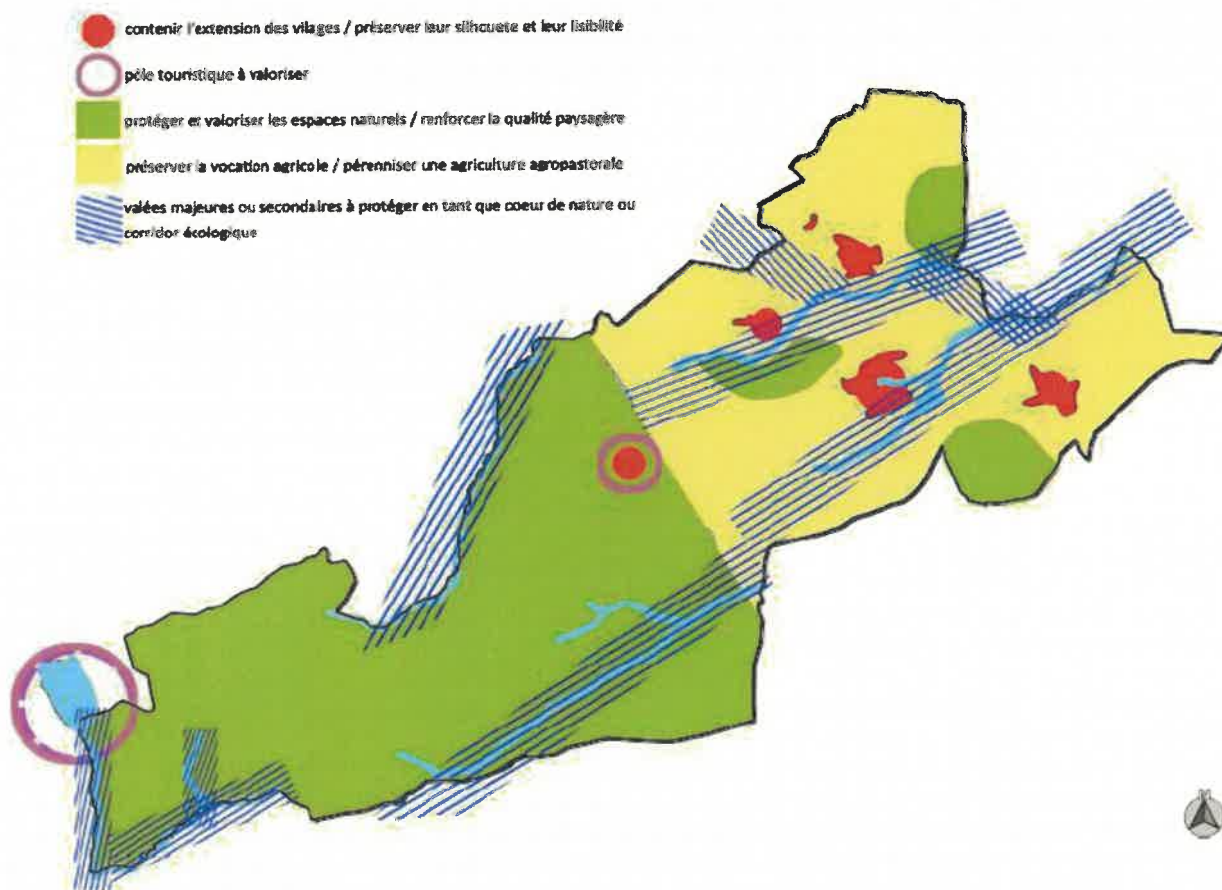 contenir l'extension des vilages / préserver leur silhouete et leur lisibilité
pôle touristique à valoriser
protéger et valoriser les espaces naturels / renforcer la qualité paysagère
préserver la vocation agricole / pérenniser une agriculture agropastorale
valées majeures ou secondaires à protéger en tant que coeur de nature ou
corridor écologique